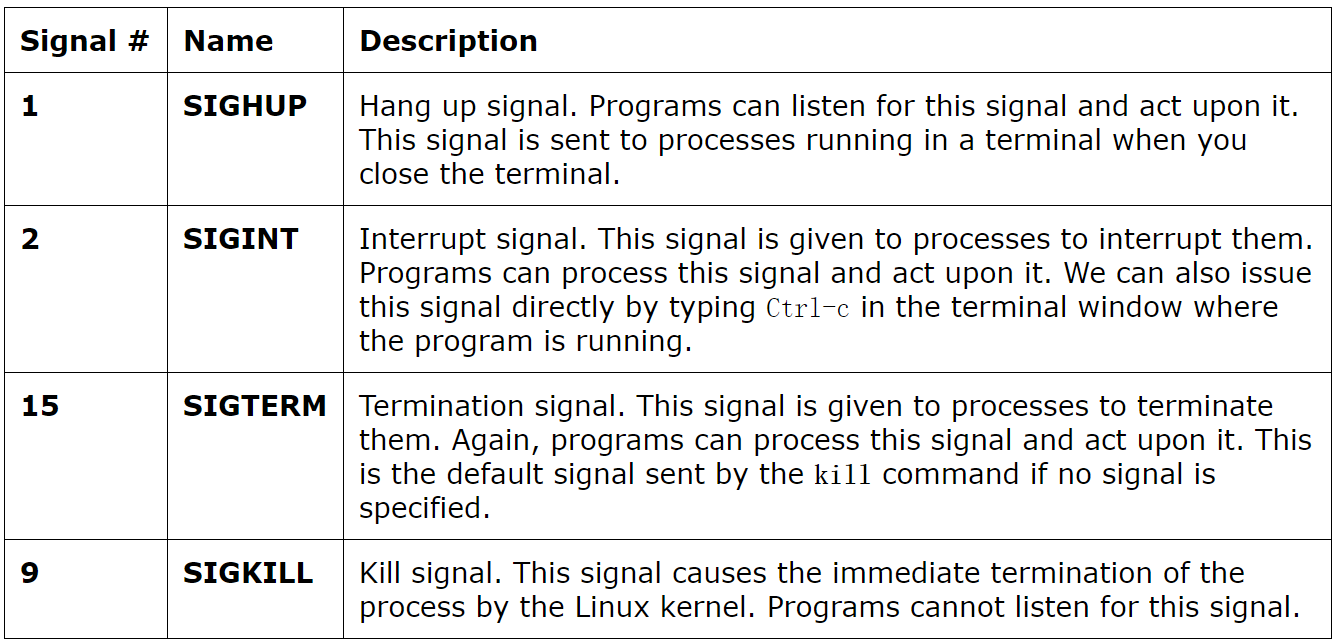 Signal # Name Description
1 SIGHUP Hang up signal. Programs can listen for this signal and act upon it.
This signal is sent to processes running in a terminal when you
close the terminal.
2 SIGINT Interrupt signal. This signal is given to processes to interrupt them.
Programs can process this signal and act upon it. We can also issue
this signal directly by typing Ctrl-c in the terminal window where
the program is running.
15 SIGTERM Termination signal. This signal is given to processes to terminate
them. Again, programs can process this signal and act upon it. This
is the default signal sent by the kill command if no signal is
specified.
9 SIGKILL Kill signal. This signal causes the immediate termination of the
process by the Linux kernel. Programs cannot listen for this signal.